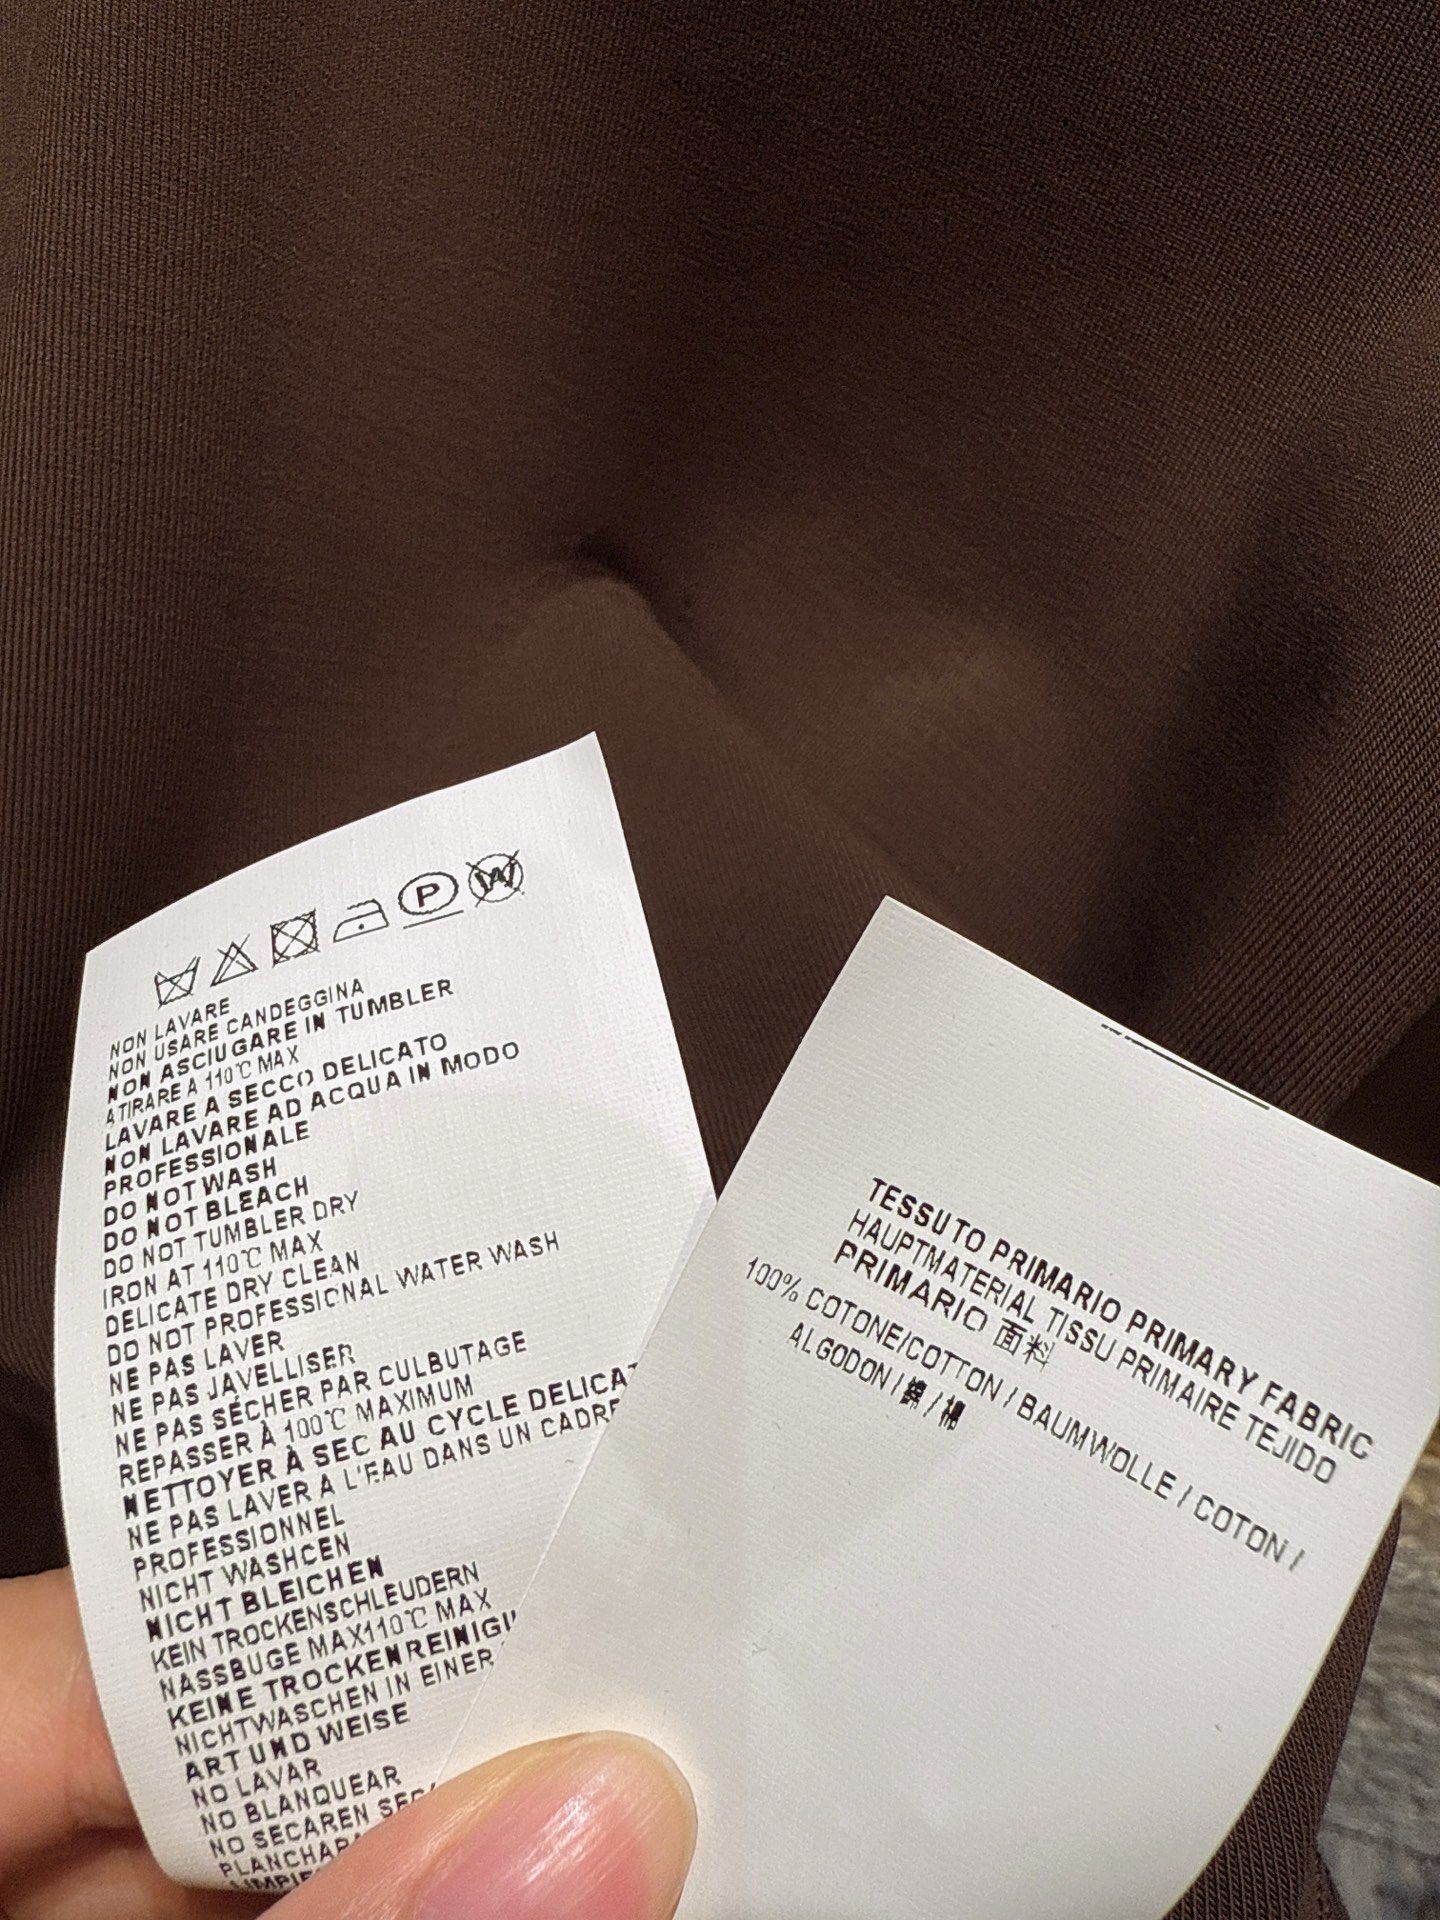 P W
NON LAVARE
NON USARE CANDEGGINA
NON ASCIUGARE IN TUMBLER
ATIRARE A 110℃ MAX
LAVARE A SECCO DELICATO
NON LAVARE AD ACQUA IN MODO
PROFESSIONALE
DO NOT WASH
DO NOT BLEACH
DO NOT TUMBLER DRY
IRON AT 110℃ MAX
DELICATE DRY CLEAN
DO NOT PROFESSIONAL WATER WASH
NE PAS LAVER
NE PAS JAVELLISER
NE PAS SÉCHER PAR CULBUTAGE
REPASSER À 100℃ MAXIMUM
NETTOYER À SEC AU CYCLE DELICAT
NE PAS LAVER A L'EAU DANS UN CADRE
PROFESSIONNEL
NICHT WASHCEN
NICHT BLEICHEN
KEIN TROCKENSCHLEUDERN
NASSBUGE MAX110℃ MAX
KEINE TROCKENREINIGU
NICHTWASCHEN IN EINER
ART UND WEISE
NO LAVAR
NO BLANQUEAR
NO SECAREN SEC
PLANCHAR
LIMPIE
TESSUTO PRIMARIO PRIMARY FABRIC
HAUPTMATERIAL TISSU PRIMAIRE TEJIDO
PRIMARIO 面料
100% COTONE/COTTON / BAUMWOLLE / COTON /
ALGODON / 綿 / 棉